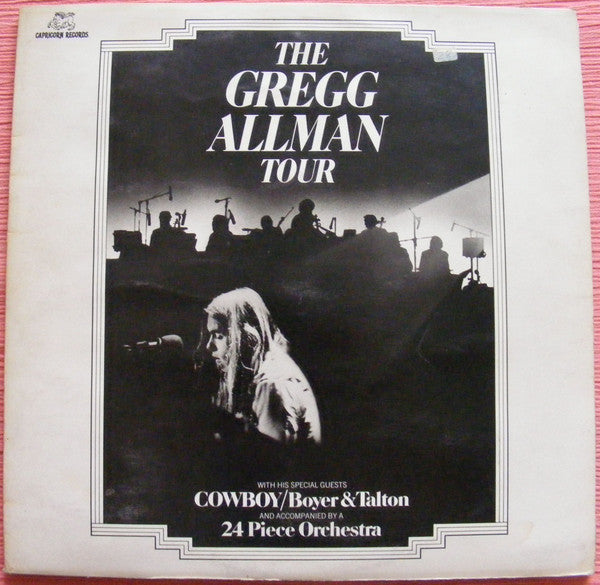 CAPRICORN RECORDS
THE
GREGG
ALLMAN
TOUR
WITH HIS SPECIAL GUESTS
COWBOY/Boyer & Talton
AND ACCOMPANIED BY A
24 Piece Orchestra